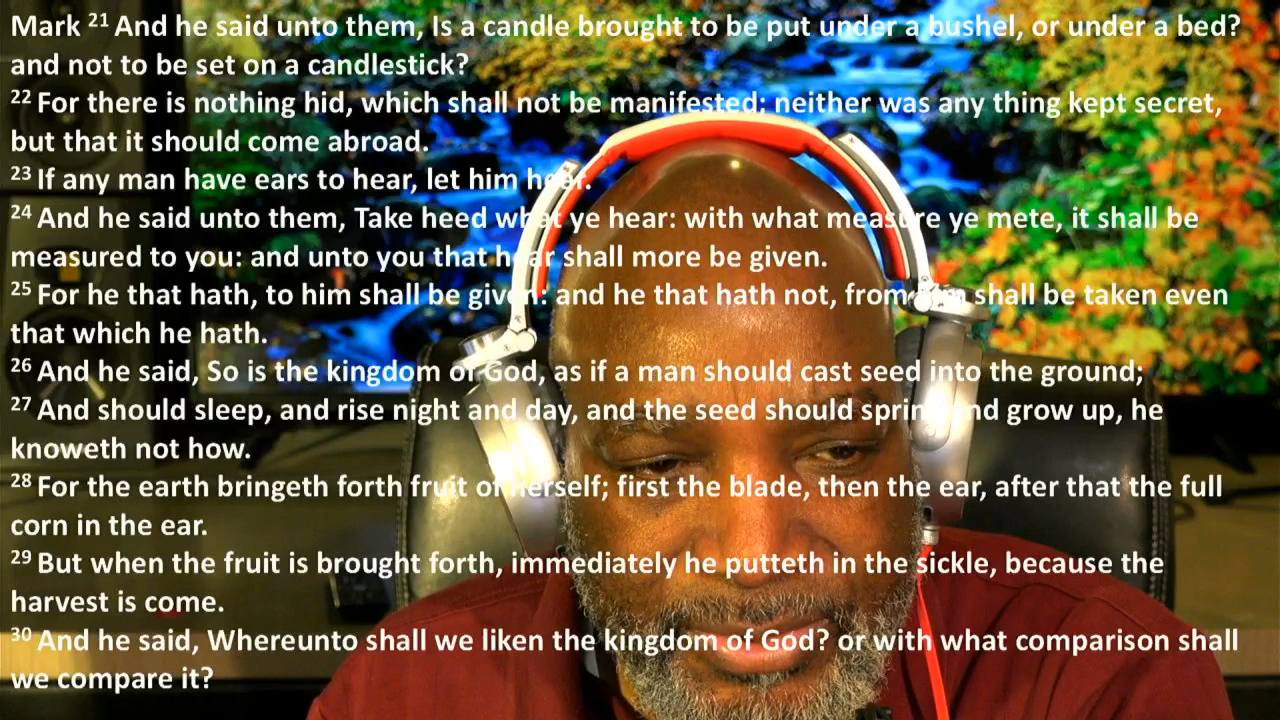 Mark 21 And he said unto them, Is a candle brought to be put under a bushel, or under a bed?
and not to be set on a candlestick?
22 For there is nothing hid, which shall not be manifested; neither was any thing kept secret,
but that it should come abroad.
23 If any man have ears to hear, let him hear.
24 And he said unto them, Take heed what ye hear: with what measure ye mete, it shall be
measured to you: and unto you that hear shall more be given.
25 For he that hath, to him shall be given: and he that hath not, from him shall be taken even
that which he hath.
26 And he said, So is the kingdom of God, as if a man should cast seed into the ground;
27 And should sleep, and rise night and day, and the seed should spring and grow up, he
knoweth not how.
28 For the earth bringeth forth fruit of herself; first the blade, then the ear, after that the full
corn in the ear.
29 But when the fruit is brought forth, immediately he putteth in the sickle, because the
harvest is come.
30 And he said, Whereunto shall we liken the kingdom of God? or with what comparison shall
we compare it?